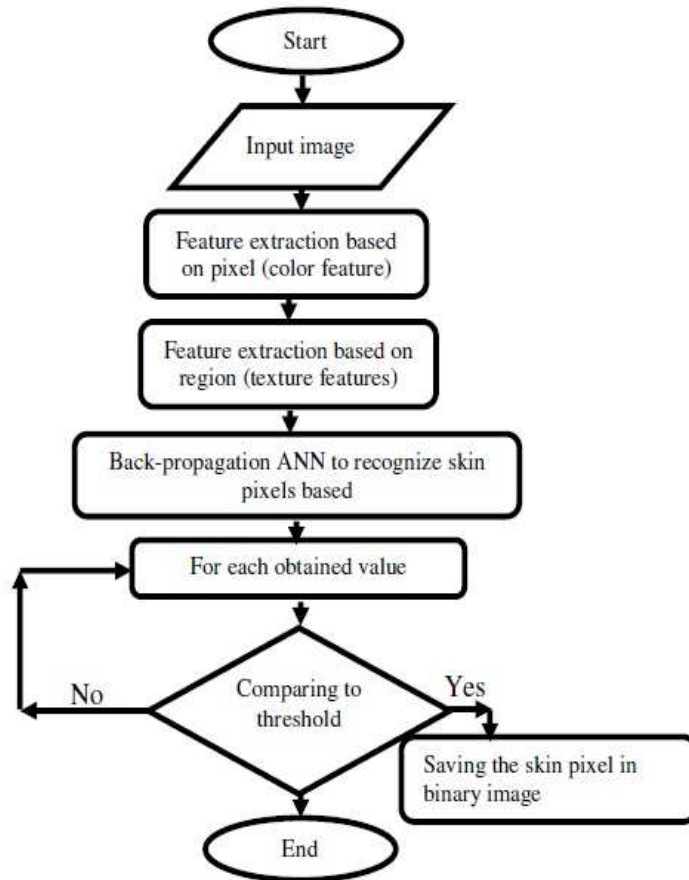 Start
Input image
Feature extraction based
on pixel (color feature)
Feature extraction based on
region (texture features)
Back-propagation ANN to recognize skin
pixels based
For each obtained value
Comparing to
threshold
No
Yes
Saving the skin pixel in
binary image
End